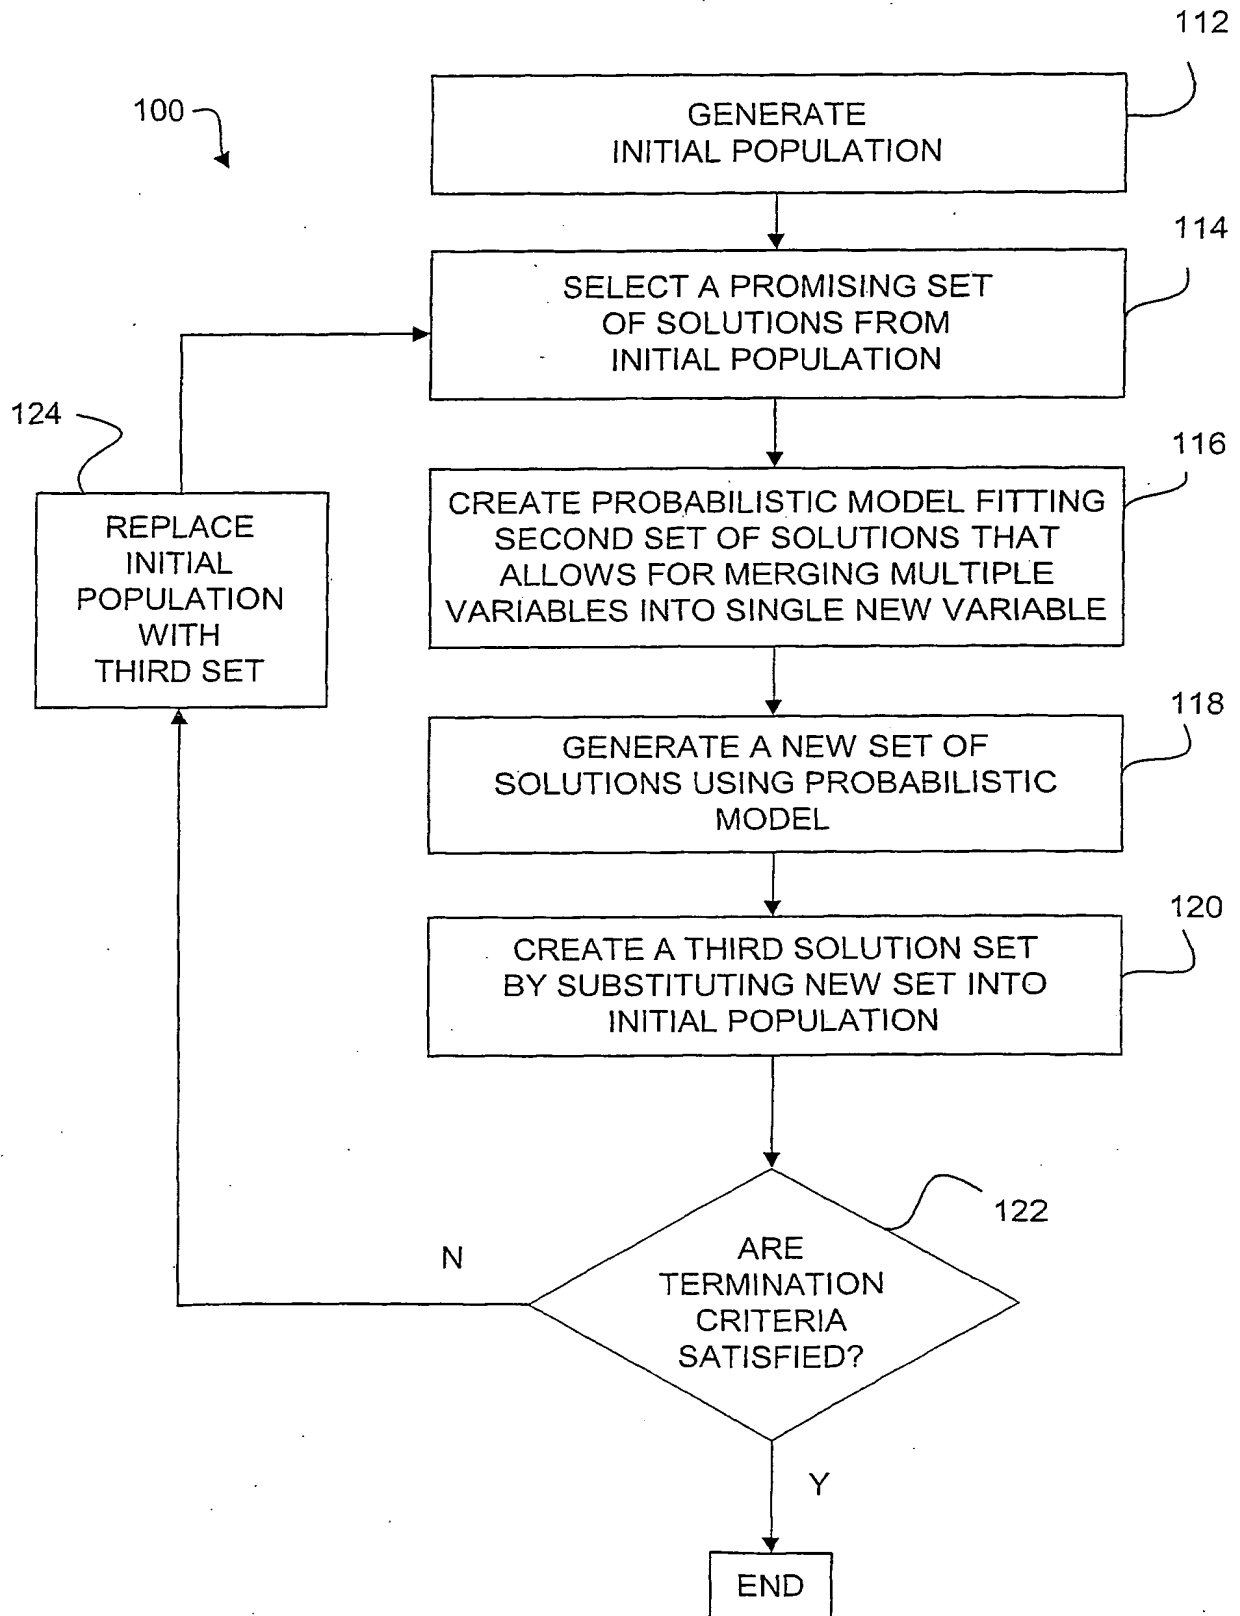 112
100
GENERATE
INITIAL POPULATION
114
SELECT A PROMISING SET
OF SOLUTIONS FROM
INITIAL POPULATION
124
116
CREATE PROBABILISTIC MODEL FITTING
SECOND SET OF SOLUTIONS THAT
ALLOWS FOR MERGING MULTIPLE
VARIABLES INTO SINGLE NEW VARIABLE
REPLACE
INITIAL
POPULATION
WITH
THIRD SET
118
GENERATE A NEW SET OF
SOLUTIONS USING PROBABILISTIC
MODEL
120
CREATE A THIRD SOLUTION SET
BY SUBSTITUTING NEW SET INTO
INITIAL POPULATION
122
N
ARE
TERMINATION
CRITERIA
SATISFIED?
Y
END